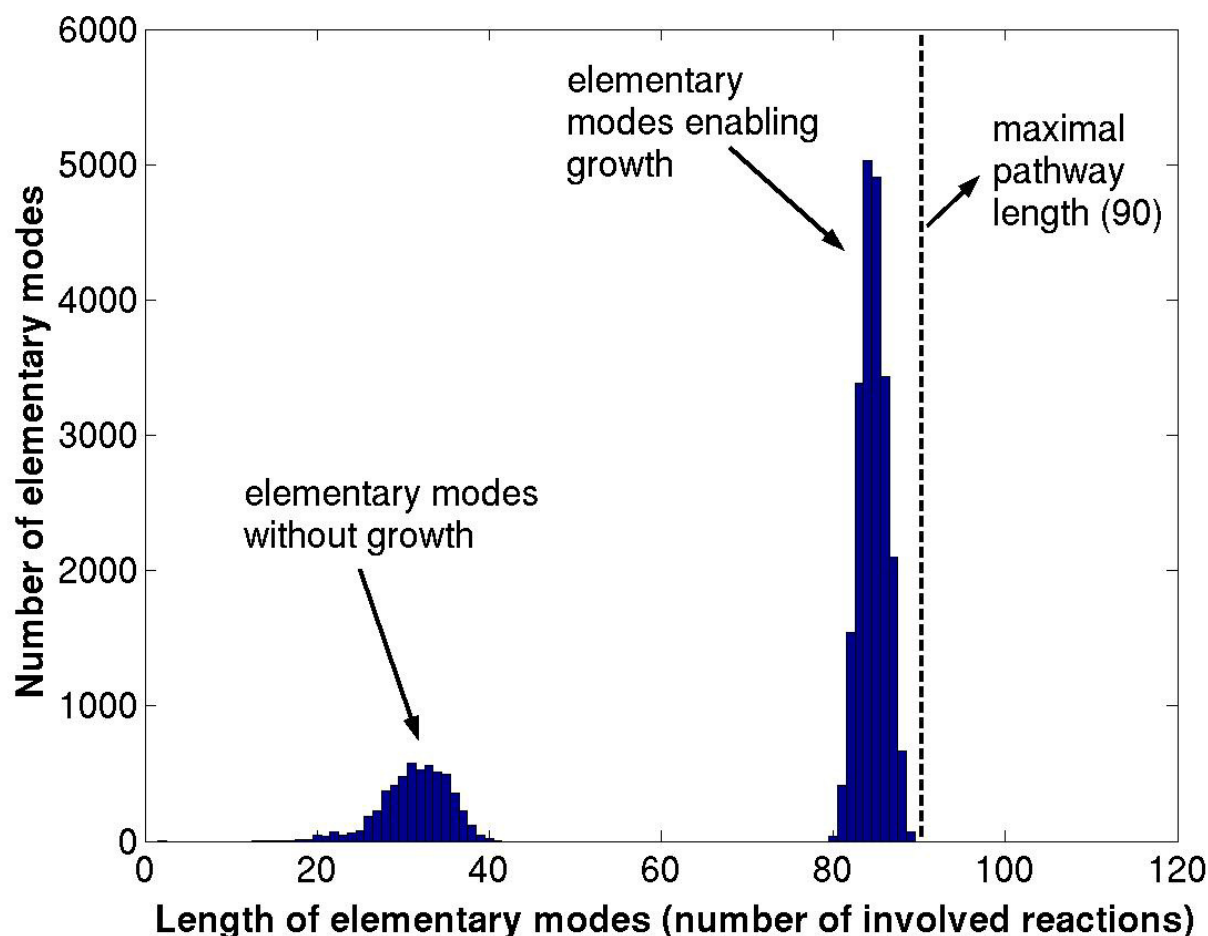 6000
5000
4000
3000
2000
1000
0
Number of elementary modes
elementary
modes enabling
growth
maximal
pathway
length (90)
elementary modes
without growth
0
20
40
60
80
100
120
Length of elementary modes (number of involved reactions)